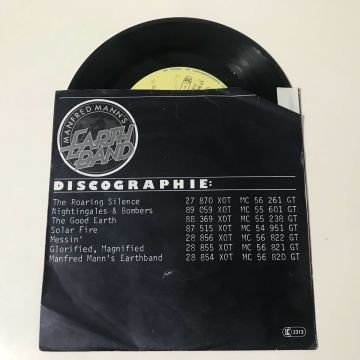 MANFRED MANN'S
EARTH
BAND
DISCOGRAPHIE:
The Roaring Silence 27 870 XOT MC 56 261 GT
Nightingales & Bombers 89 059 XOT MC 55 601 GT
The Good Earth 88 369 XOT MC 55 238 GT
Solar Fire 87 515 XOT MC 54 951 GT
Messin' 28 856 XOT MC 56 822 GT
Glorified, Magnified 28 855 XOT MC 56 821 GT
Manfred Mann's Earthband 28 854 XOT MC 56 820 GT
LC 2313